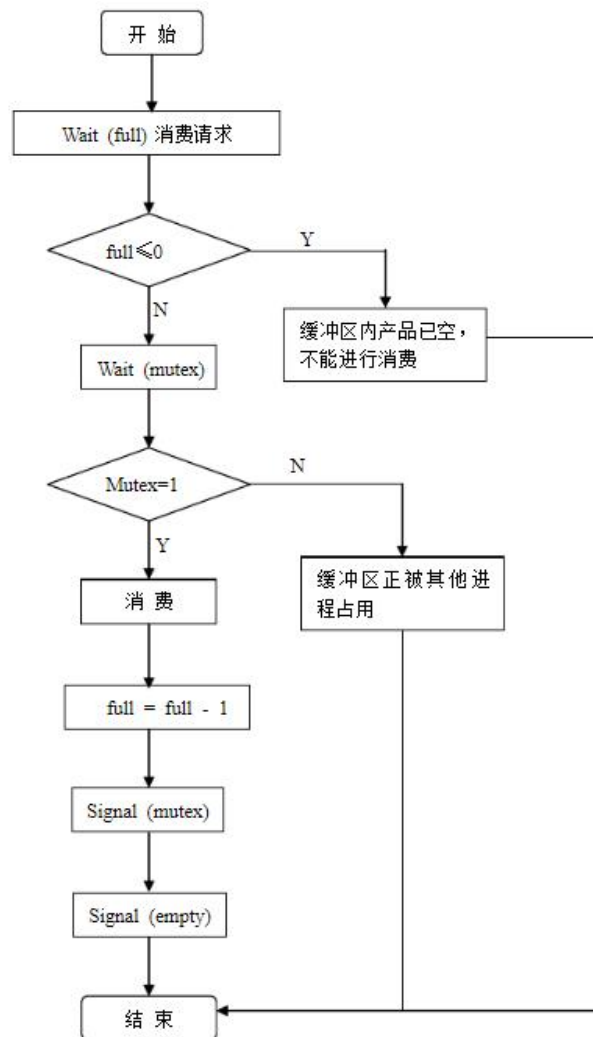 开 始
Wait (full) 消费请求
full≤0
Y
N
缓冲区内产品已空，
不能进行消费
Wait (mutex)
Mutex=1
N
Y
缓冲区正被其他进
程占用
消 费
full = full - 1
Signal (mutex)
Signal (empty)
结 束